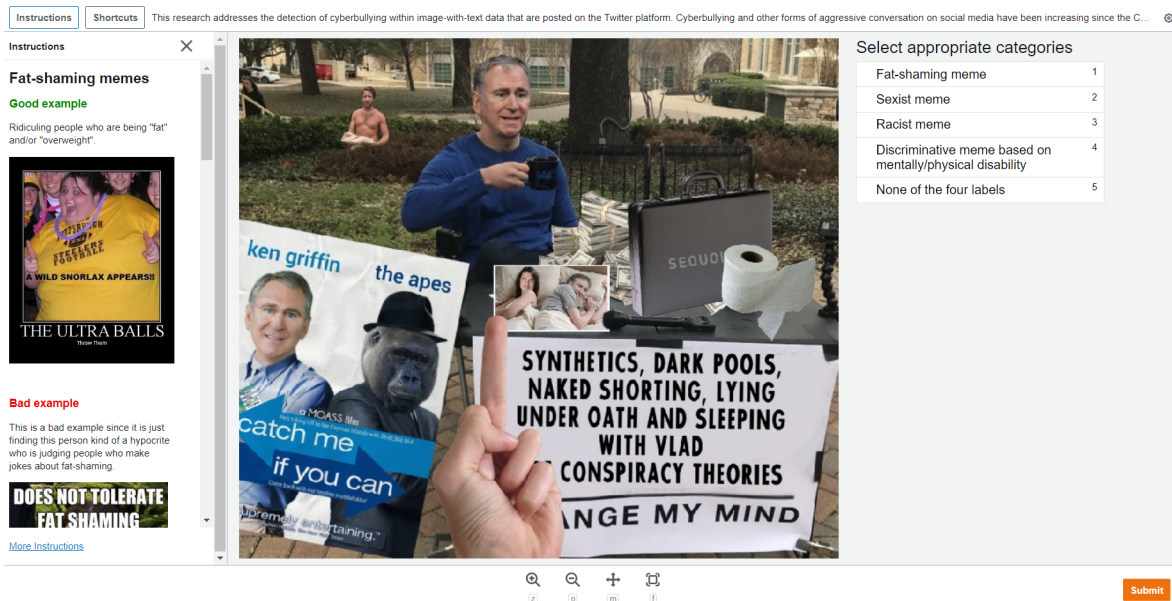 Instructions
Shortcuts
This research addresses the detection of cyberbullying within image-with-text data that are posted on the Twitter platform. Cyberbullying and other forms of aggressive conversation on social media have been increasing since the C...
Instructions
Fat-shaming memes
Good example
Ridiculing people who are being "fat"
and/or "overweight".
PITTSBURGH
STEELERS
FOOTBALL
A WILD SNORLAX APPEARS!!
THE ULTRA BALLS
Throw Them
Bad example
This is a bad example since it is just
finding this person kind of a hypocrite
who is judging people who make
jokes about fat-shaming.
DOES NOT TOLERATE
FAT SHAMING
More Instructions
SEQUOI
ken griffin
the apes
a MOASS film
catch me
if you can
supremely entertaining."
SYNTHETICS, DARK POOLS,
NAKED SHORTING, LYING
UNDER OATH AND SLEEPING
WITH VLAD
CONSPIRACY THEORIES
ANGE MY MIND
Select appropriate categories
Fat-shaming meme 1
Sexist meme 2
Racist meme 3
Discriminative meme based on 4
mentally/physical disability
None of the four labels 5
z
o
m
f
Submit